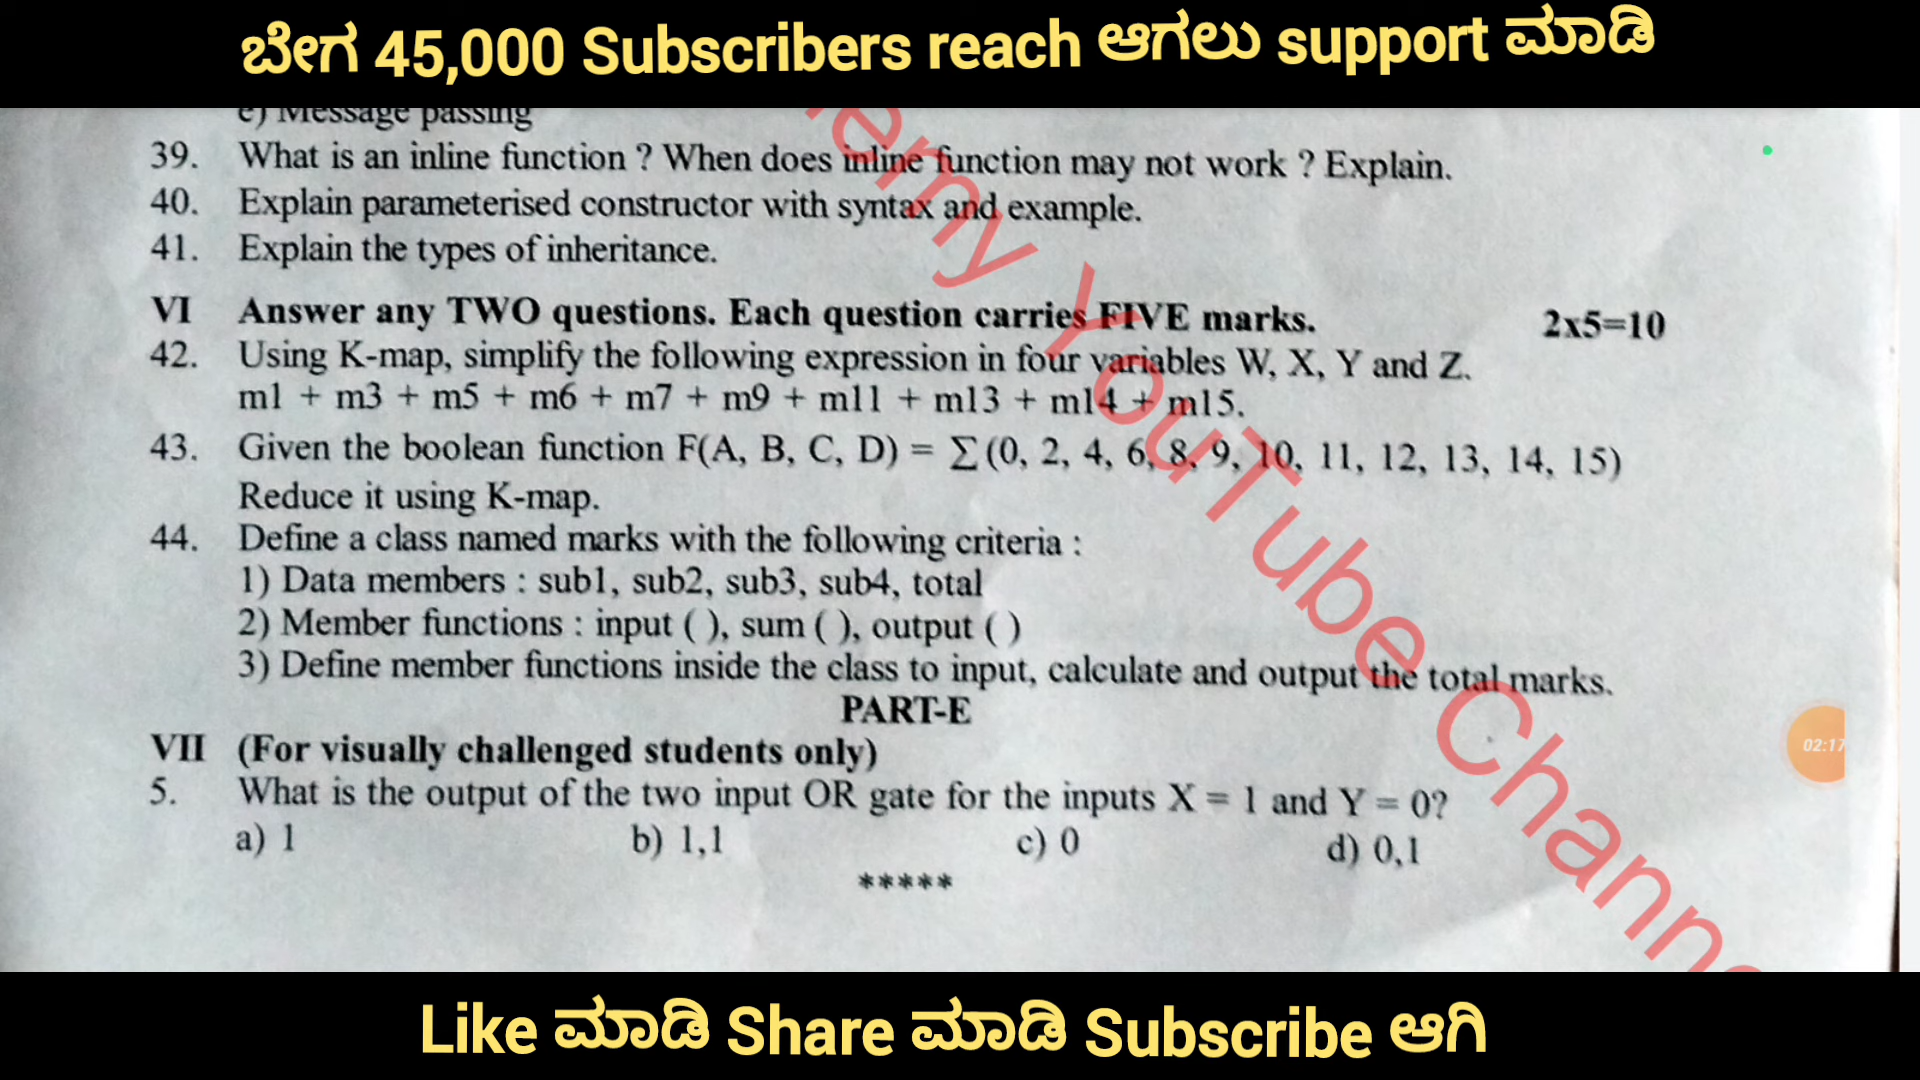 ಬೇಗ 45,000 Subscribers reach ಆಗಲು support ಮಾಡಿ
e) Message passing
39. What is an inline function ? When does inline function may not work ? Explain.
40. Explain parameterised constructor with syntax and example.
41. Explain the types of inheritance.
VI Answer any TWO questions. Each question carries FIVE marks. 2x5=10
42. Using K-map, simplify the following expression in four variables W, X, Y and Z.
m1 + m3 + m5 + m6 + m7 + m9 + m11 + m13 + m14 + m15.
43. Given the boolean function F(A, B, C, D) = ∑ (0, 2, 4, 6, 8, 9, 10, 11, 12, 13, 14, 15)
Reduce it using K-map.
44. Define a class named marks with the following criteria :
1) Data members : sub1, sub2, sub3, sub4, total
2) Member functions : input ( ), sum ( ), output ( )
3) Define member functions inside the class to input, calculate and output the total marks.
PART-E
VII (For visually challenged students only)
5. What is the output of the two input OR gate for the inputs X = 1 and Y = 0?
a) 1 b) 1,1 c) 0 d) 0,1
*****
YouTube
02:17
Like ಮಾಡಿ Share ಮಾಡಿ Subscribe ಆಗಿ